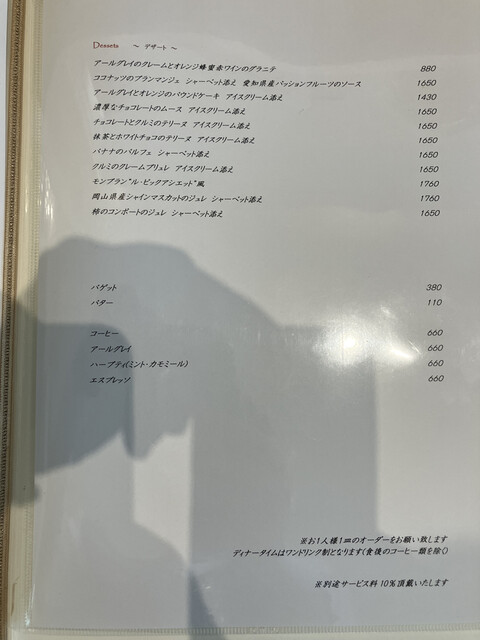 Dessets ～ デザート ～
アールグレイのクレームとオレンジ蜂蜜赤ワインのグラニテ 880
ココナッツのブランマンジェ シャーベット添え 愛知県産パッションフルーツのソース 1650
アールグレイとオレンジのパウンドケーキ アイスクリーム添え 1430
濃厚なチョコレートのムース アイスクリーム添え 1650
チョコレートとクルミのテリーヌ アイスクリーム添え 1650
抹茶とホワイトチョコのテリーヌ アイスクリーム添え 1650
バナナのパルフェ シャーベット添え 1650
クルミのクレームブリュレ アイスクリーム添え 1650
モンブラン"ル・ビックアシエット"風 1760
岡山県産シャインマスカットのジュレ シャーベット添え 1760
柿のコンポートのジュレ シャーベット添え 1650
バゲット 380
バター 110
コーヒー 660
アールグレイ 660
ハーブティ(ミント・カモミール) 660
エスプレッソ 660
※お1人様1皿のオーダーをお願い致します
ディナータイムはワンドリンク制となります(食後のコーヒー類を除く)
※別途サービス料 10％頂戴いたします